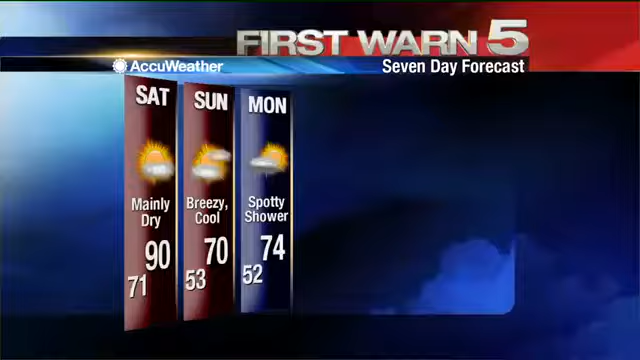 FIRST WARN 5
AccuWeather
Seven Day Forecast
SAT
Mainly
Dry
90
71
SUN
Breezy,
Cool
70
53
MON
Spotty
Shower
74
52